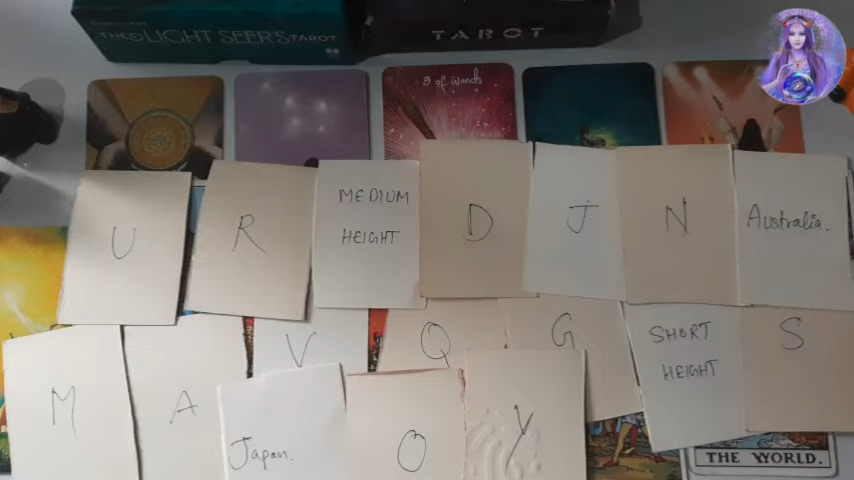 THE LIGHT SEER'S TAROT
TAROT
8 of Wands
U
R
MEDIUM
HEIGHT
D
J
N
Australia.
V
Q
G
SHORT
HEIGHT
S
M
A
Japan.
O
Y
THE WORLD.